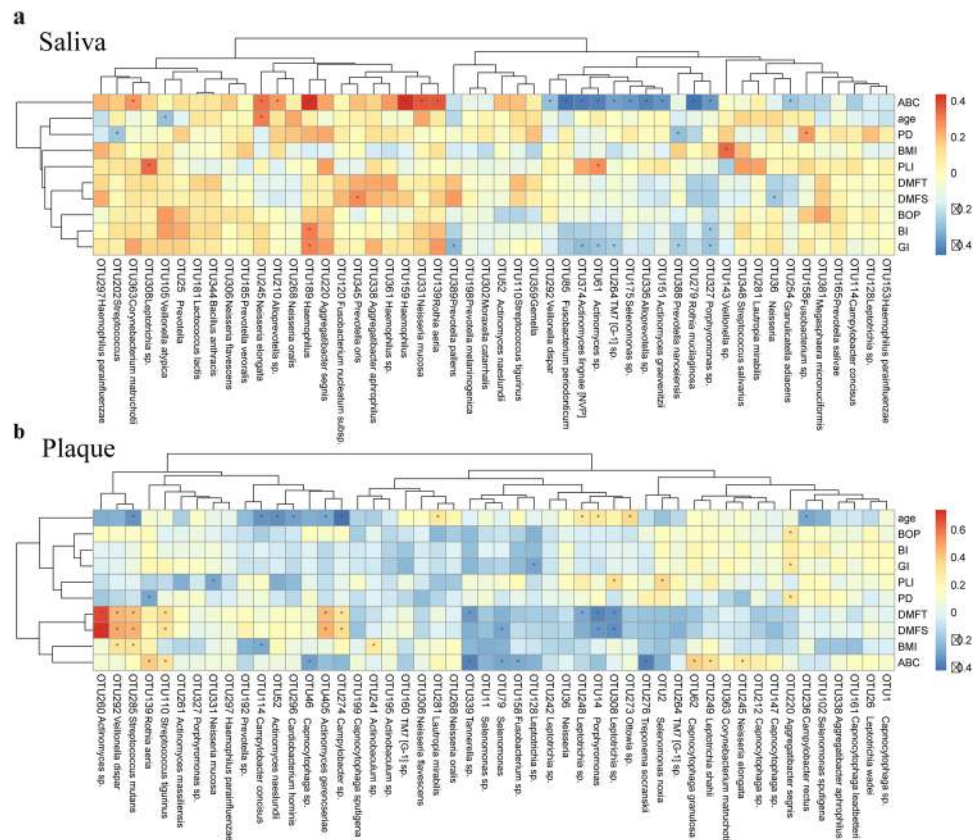 a
Saliva
ABC
age
PD
BMI
PLI
DMFT
DMFS
BOP
BI
GI
0.4
0.2
0
0.2
0.4
OTU297 Haemophilus parainfluenzae
OTU202 Streptococcus
OTU363 Corynebacterium matruchotii
OTU308 Leptotrichia sp.
OTU105 Veillonella atypica
OTU25 Prevotella
OTU181 Lactococcus lactis
OTU344 Bacillus anthracis
OTU306 Neisseria flavescens
OTU185 Prevotella veroralis
OTU245 Neisseria elongata
OTU210 Alloprevotella sp.
OTU268 Neisseria oralis
OTU189 Haemophilus
OTU220 Aggregatibacter segnis
OTU120 Fusobacterium nucleatum subsp.
OTU345 Prevotella oris
OTU338 Aggregatibacter aphrophilus
OTU361 Haemophilus sp.
OTU159 Haemophilus
OTU331 Neisseria mucosa
OTU139 Rothia aeria
OTU389 Prevotella pallens
OTU198 Prevotella melaninogenica
OTU302 Moraxella catarrhalis
OTU52 Actinomyces naeslundii
OTU110 Streptococcus tigurinus
OTU359 Gemella
OTU292 Veillonella dispar
OTU85 Fusobacterium periodonticum
OTU374 Actinomyces lingnae [NVP]
OTU61 Actinomyces sp.
OTU264 TM7 [G-1] sp.
OTU175 Selenomonas sp.
OTU336 Alloprevotella sp.
OTU151 Actinomyces graevenitzii
OTU388 Prevotella nanceiensis
OTU279 Rothia mucilaginosa
OTU327 Porphyromonas sp.
OTU143 Veillonella sp.
OTU348 Streptococcus salivarius
OTU281 Lautropia mirabilis
OTU36 Neisseria
OTU254 Granulicatella adiacens
OTU158 Fusobacterium sp.
OTU381 Megasphaera micronuciformis
OTU165 Prevotella salivae
OTU114 Campylobacter concisus
OTU128 Leptotrichia sp.
OTU153 Haemophilus parainfluenzae
b
Plaque
age
BOP
BI
GI
PLI
PD
DMFT
DMFS
BMI
ABC
0.6
0.4
0.2
0
0.2
0.4
OTU260 Actinomyces sp.
OTU292 Veillonella dispar
OTU285 Streptococcus mutans
OTU139 Rothia aeria
OTU110 Streptococcus tigurinus
OTU261 Actinomyces massiliensis
OTU327 Porphyromonas sp.
OTU331 Neisseria mucosa
OTU297 Haemophilus parainfluenzae
OTU192 Prevotella sp.
OTU114 Campylobacter concisus
OTU52 Actinomyces naeslundii
OTU296 Cardiobacterium hominis
OTU46 Capnocytophaga sp.
OTU405 Actinomyces gerencseriae
OTU274 Campylobacter sp.
OTU199 Capnocytophaga sputigena
OTU241 Actinobaculum sp.
OTU195 Actinobaculum sp.
OTU160 TM7 [G-1] sp.
OTU306 Neisseria flavescens
OTU281 Lautropia mirabilis
OTU268 Neisseria oralis
OTU339 Tannerella sp.
OTU11 Selenomonas sp.
OTU79 Selenomonas
OTU158 Fusobacterium sp.
OTU128 Leptotrichia sp.
OTU242 Leptotrichia sp.
OTU36 Neisseria
OTU248 Leptotrichia sp.
OTU14 Porphyromonas
OTU308 Leptotrichia sp.
OTU273 Ottowia sp.
OTU276 Treponema socranskii
OTU264 TM7 [G-1] sp.
OTU2 Selenomonas noxia
OTU62 Capnocytophaga granulosa
OTU249 Leptotrichia shahii
OTU363 Corynebacterium matruchotii
OTU245 Neisseria elongata
OTU212 Capnocytophaga sp.
OTU147 Capnocytophaga sp.
OTU220 Aggregatibacter segnis
OTU236 Campylobacter rectus
OTU102 Selenomonas sputigena
OTU338 Aggregatibacter aphrophilus
OTU161 Capnocytophaga leadbetteri
OTU26 Leptotrichia wadei
OTU1 Capnocytophaga sp.